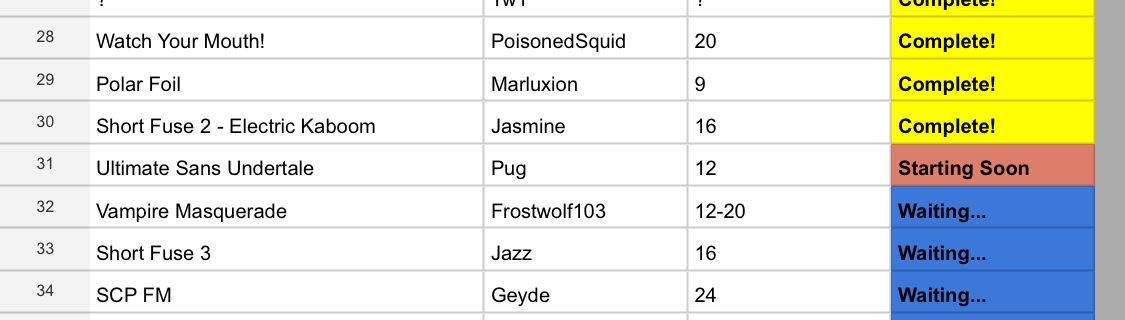 ? 1w1 ? Complete!
28 Watch Your Mouth! PoisonedSquid 20 Complete!
29 Polar Foil Marluxion 9 Complete!
30 Short Fuse 2 - Electric Kaboom Jasmine 16 Complete!
31 Ultimate Sans Undertale Pug 12 Starting Soon
32 Vampire Masquerade Frostwolf103 12-20 Waiting...
33 Short Fuse 3 Jazz 16 Waiting...
34 SCP FM Geyde 24 Waiting...